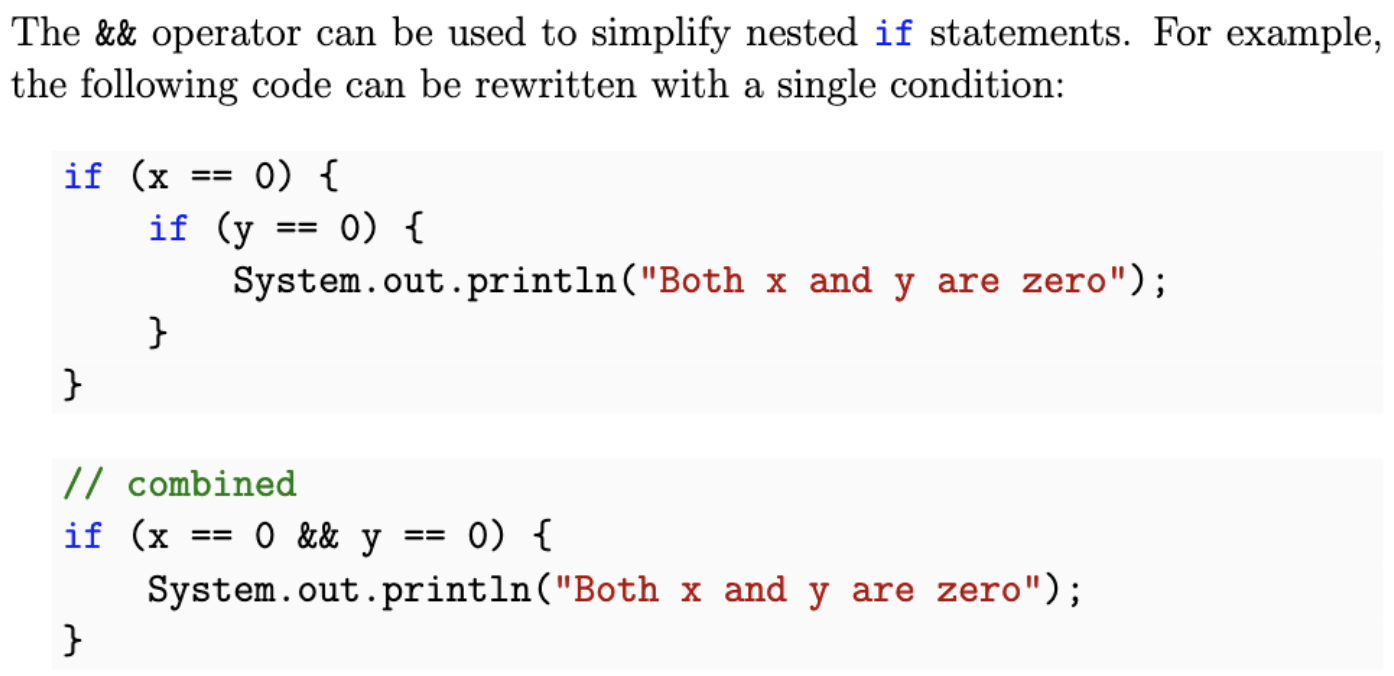 The && operator can be used to simplify nested if statements. For example,
the following code can be rewritten with a single condition:
if (x == 0) {
    if (y == 0) {
        System.out.println("Both x and y are zero");
    }
}
// combined
if (x == 0 && y == 0) {
    System.out.println("Both x and y are zero");
}